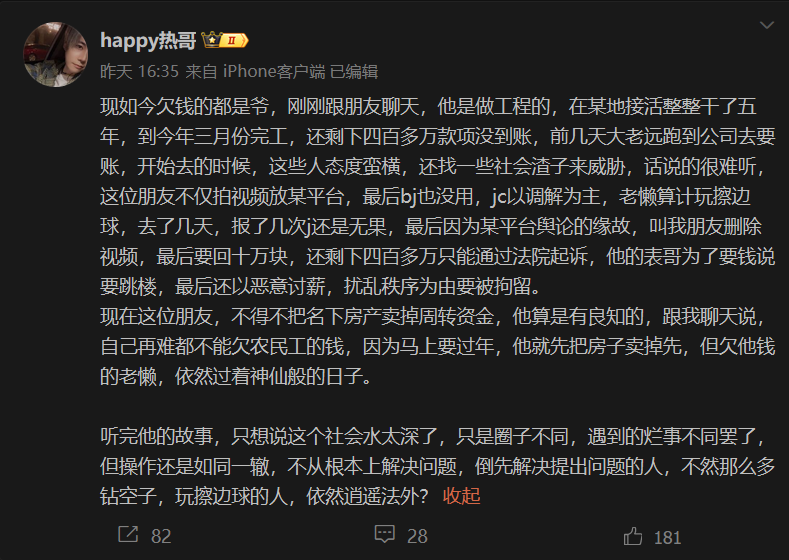 happy热哥 II
昨天 16:35 来自 iPhone客户端 已编辑
现如今欠钱的都是爷，刚刚跟朋友聊天，他是做工程的，在某地接活整整干了五
年，到今年三月份完工，还剩下四百多万款项没到账，前几天大老远跑到公司去要
账，开始去的时候，这些人态度蛮横，还找一些社会渣子来威胁，话说的很难听，
这位朋友不仅拍视频放某平台，最后bj也没用，jc以调解为主，老懒算计玩擦边
球，去了几天，报了几次j还是无果，最后因为某平台舆论的缘故，叫我朋友删除
视频，最后要回十万块，还剩下四百多万只能通过法院起诉，他的表哥为了要钱说
要跳楼，最后还以恶意讨薪，扰乱秩序为由要被拘留。
现在这位朋友，不得不把名下房产卖掉周转资金，他算是有良知的，跟我聊天说，
自己再难都不能欠农民工的钱，因为马上要过年，他就先把房子卖掉先，但欠他钱
的老懒，依然过着神仙般的日子。
听完他的故事，只想说这个社会水太深了，只是圈子不同，遇到的烂事不同罢了，
但操作还是如同一辙，不从根本上解决问题，倒先解决提出问题的人，不然那么多
钻空子，玩擦边球的人，依然逍遥法外？ 收起
82 28 181